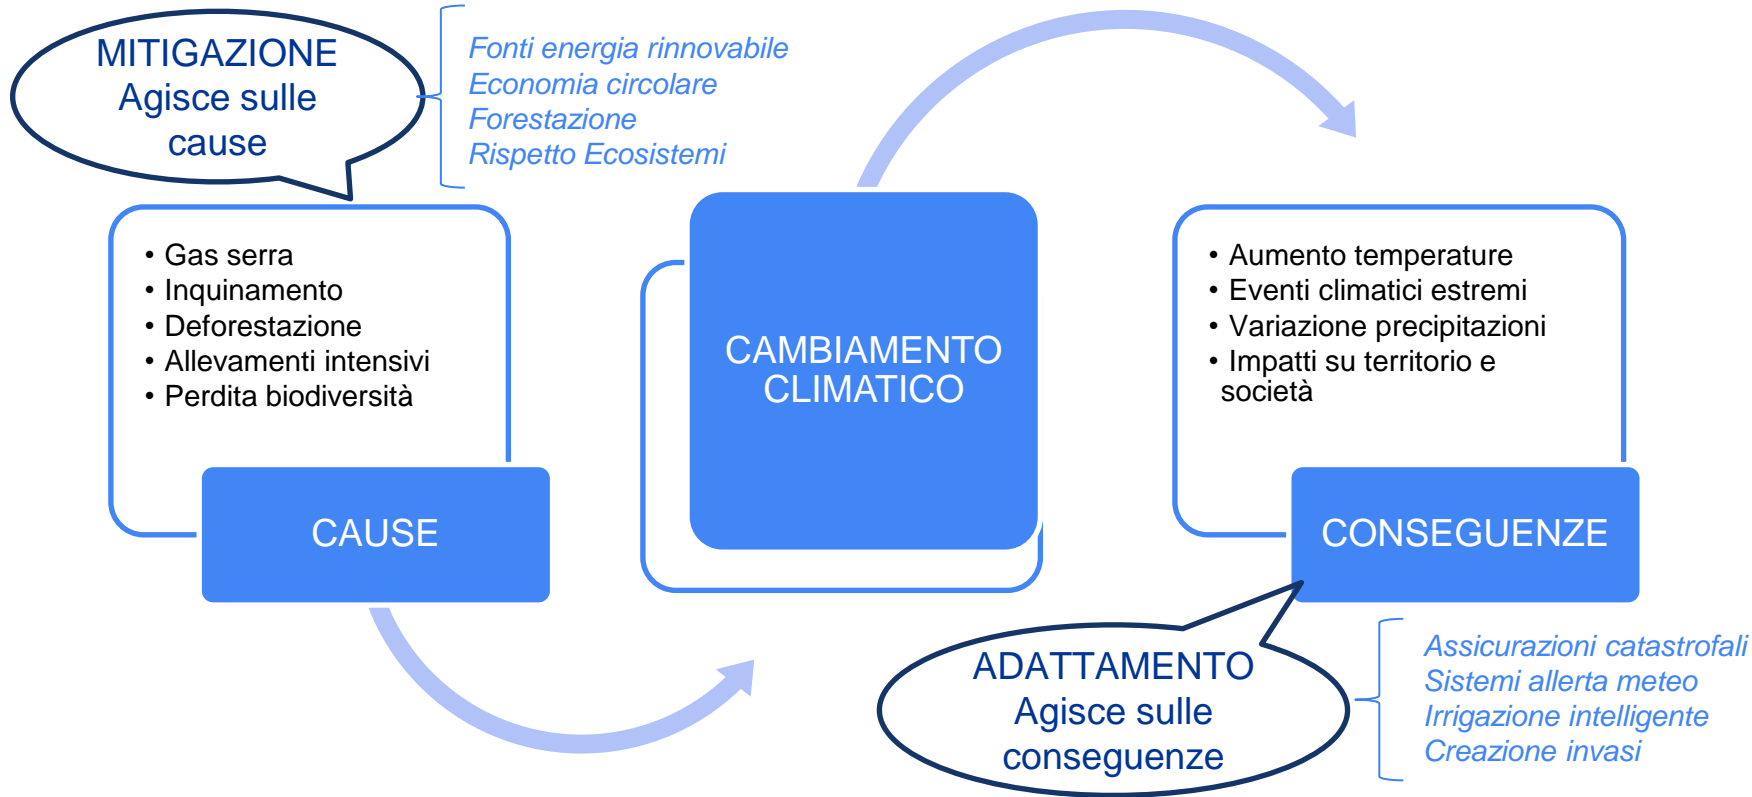 MITIGAZIONE
Agisce sulle
cause
Fonti energia rinnovabile
Economia circolare
Forestazione
Rispetto Ecosistemi
• Gas serra
• Inquinamento
• Deforestazione
• Allevamenti intensivi
• Perdita biodiversità
CAUSE
CAMBIAMENTO
CLIMATICO
• Aumento temperature
• Eventi climatici estremi
• Variazione precipitazioni
• Impatti su territorio e
società
CONSEGUENZE
ADATTAMENTO
Agisce sulle
conseguenze
Assicurazioni catastrofali
Sistemi allerta meteo
Irrigazione intelligente
Creazione invasi